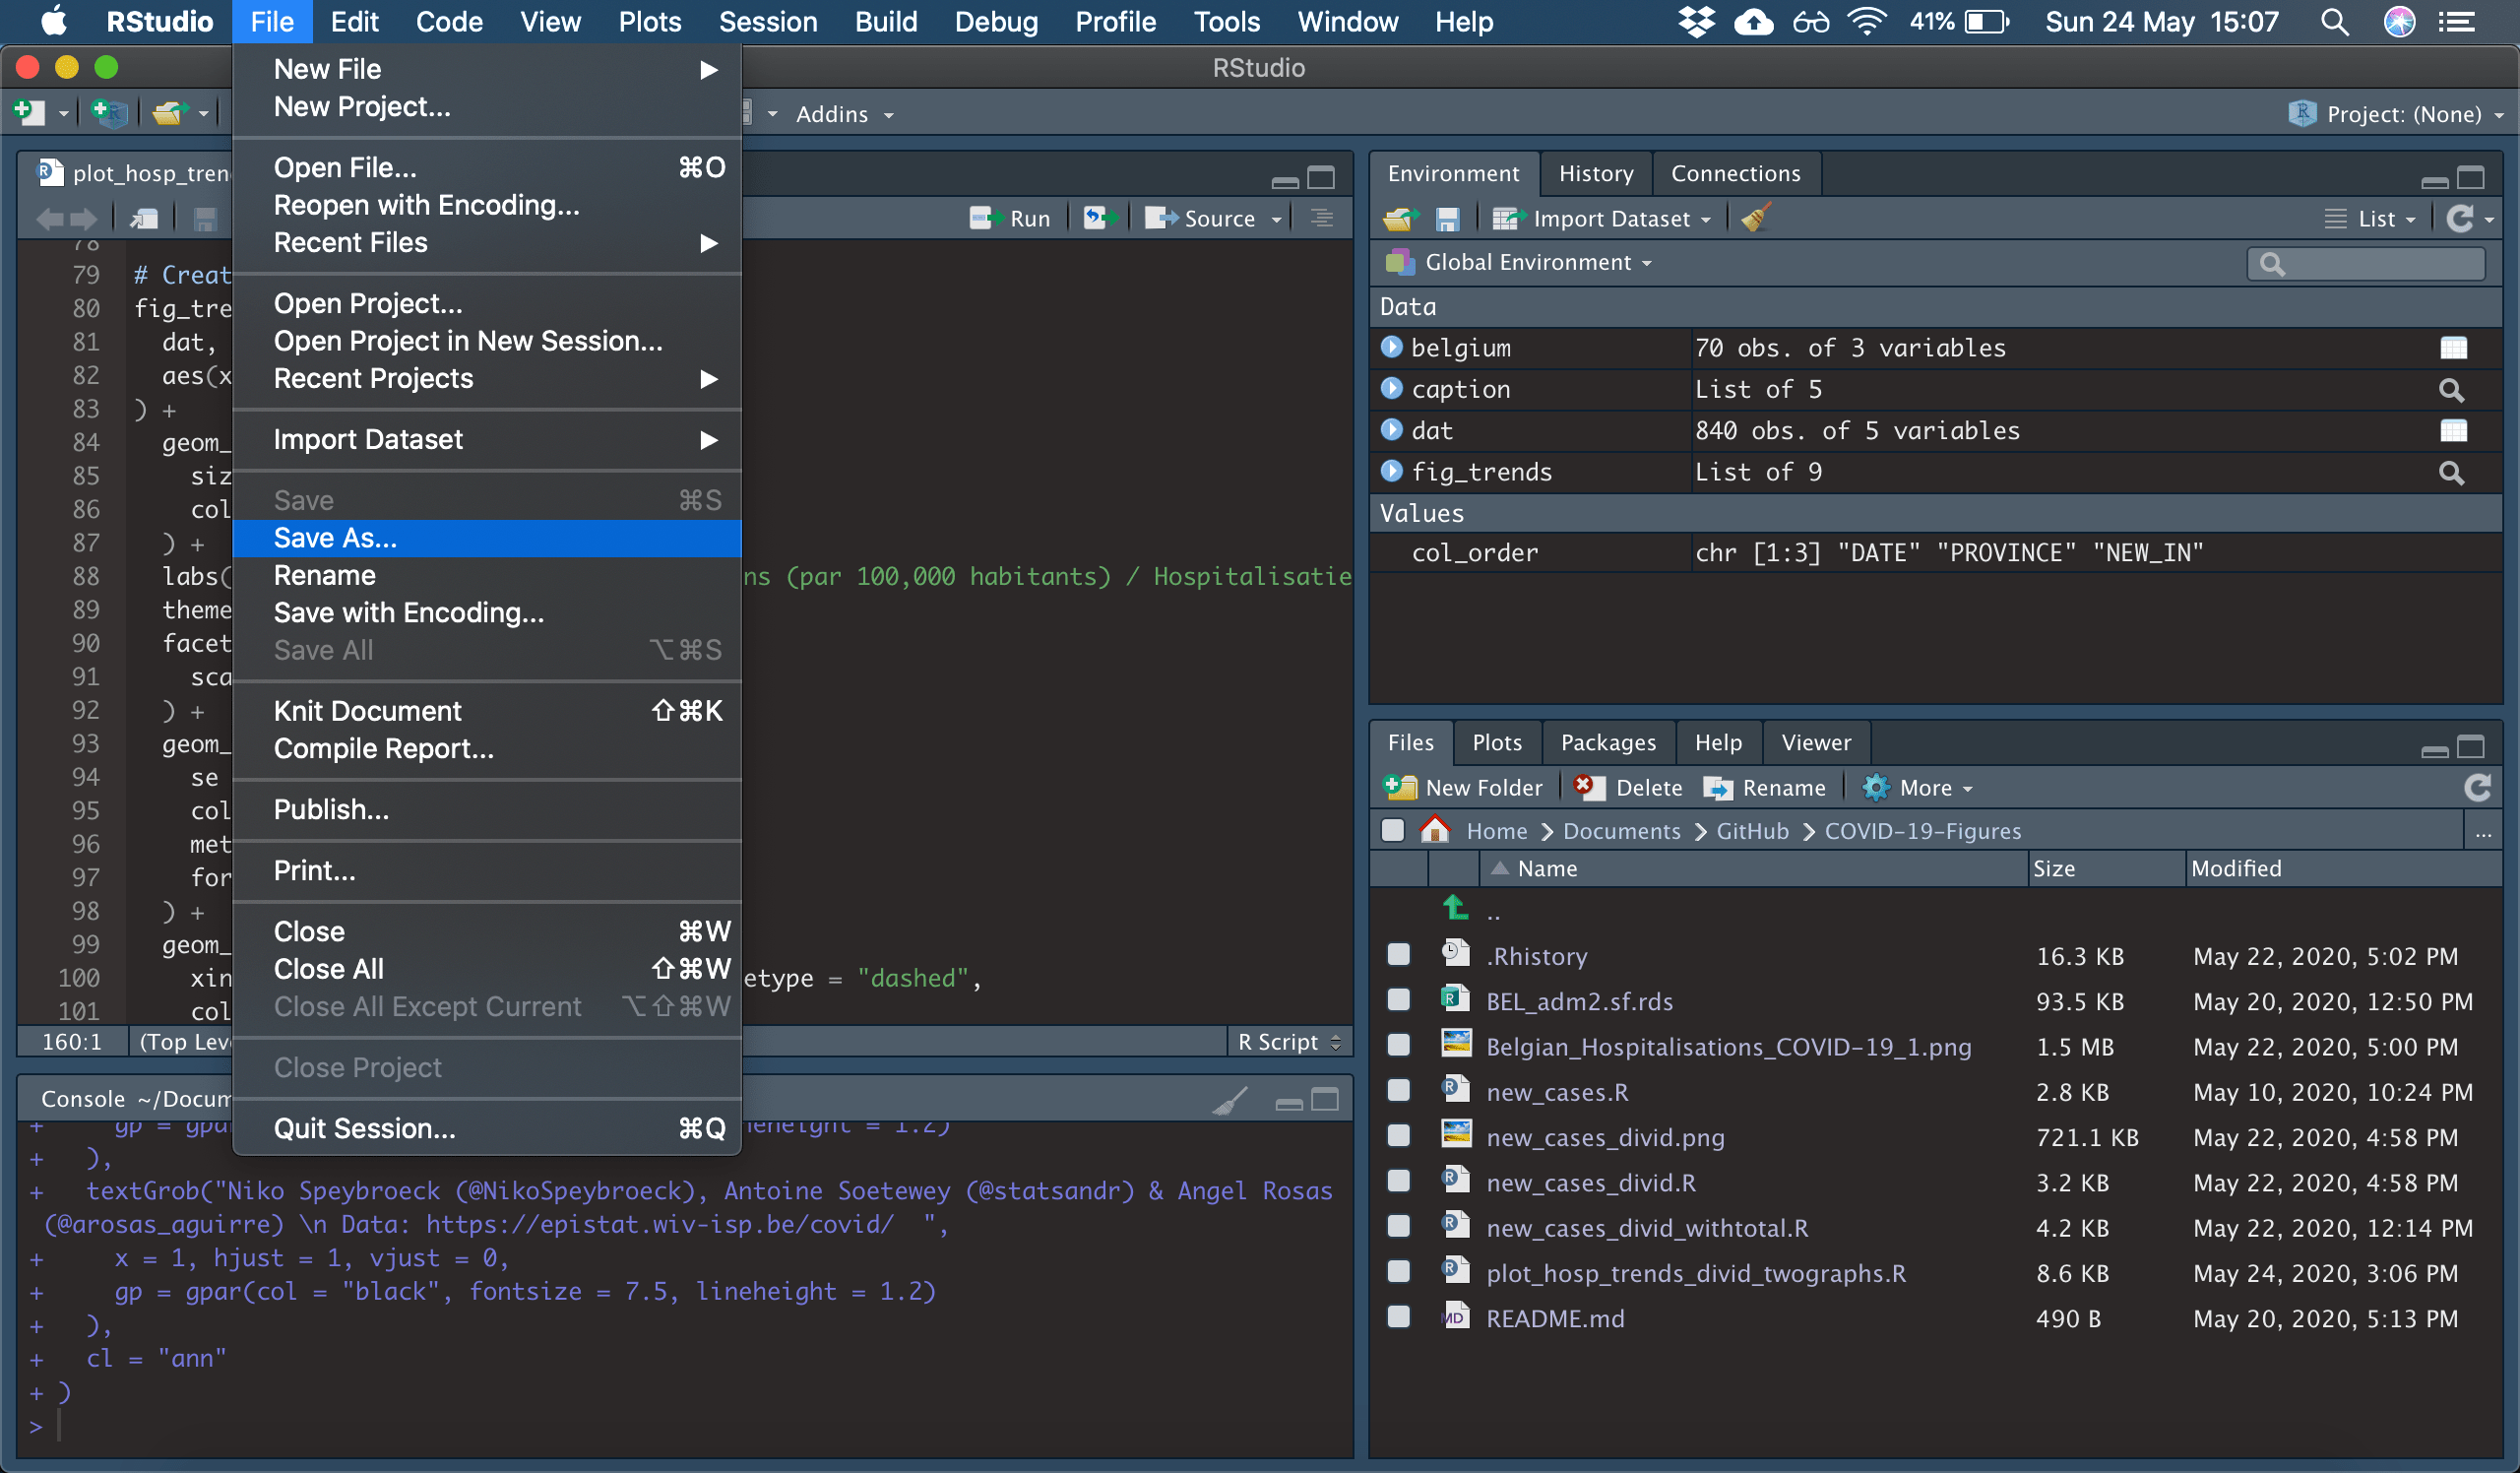 RStudio File Edit Code View Plots Session Build Debug Profile Tools Window Help 41% Sun 24 May 15:07
RStudio
Addins
Project: (None)
New File
New Project...
Open File... ⌘O
Reopen with Encoding...
Recent Files
Open Project...
Open Project in New Session...
Recent Projects
Import Dataset
Save ⌘S
Save As...
Rename
Save with Encoding...
Save All ⌥⌘S
Knit Document ⇧⌘K
Compile Report...
Publish...
Print...
Close ⌘W
Close All ⇧⌘W
Close All Except Current ⌥⇧⌘W
Close Project
Quit Session... ⌘Q
plot_hosp_tren
Run Source
78
79 # Creat
80 fig_tre
81 dat,
82 aes(x
83 ) +
84 geom_
85 siz
86 col
87 ) +
88 labs( ns (par 100,000 habitants) / Hospitalisatie
89 theme
90 facet
91 sca
92 ) +
93 geom_
94 se
95 col
96 met
97 for
98 ) +
99 geom_
100 xin etype = "dashed",
101 col
160:1 (Top Lev R Script
Console ~/Docum
+ gp = gpa neheight = 1.2)
+ ),
+ textGrob("Niko Speybroeck (@NikoSpeybroeck), Antoine Soetewey (@statsandr) & Angel Rosas
(@arosas_aguirre) \n Data: https://epistat.wiv-isp.be/covid/ ",
+ x = 1, hjust = 1, vjust = 0,
+ gp = gpar(col = "black", fontsize = 7.5, lineheight = 1.2)
+ ),
+ cl = "ann"
+ )
>
Environment History Connections
Import Dataset List
Global Environment
Data
belgium 70 obs. of 3 variables
caption List of 5
dat 840 obs. of 5 variables
fig_trends List of 9
Values
col_order chr [1:3] "DATE" "PROVINCE" "NEW_IN"
Files Plots Packages Help Viewer
New Folder Delete Rename More
Home Documents GitHub COVID-19-Figures ...
Name Size Modified
..
.Rhistory 16.3 KB May 22, 2020, 5:02 PM
BEL_adm2.sf.rds 93.5 KB May 20, 2020, 12:50 PM
Belgian_Hospitalisations_COVID-19_1.png 1.5 MB May 22, 2020, 5:00 PM
new_cases.R 2.8 KB May 10, 2020, 10:24 PM
new_cases_divid.png 721.1 KB May 22, 2020, 4:58 PM
new_cases_divid.R 3.2 KB May 22, 2020, 4:58 PM
new_cases_divid_withtotal.R 4.2 KB May 22, 2020, 12:14 PM
plot_hosp_trends_divid_twographs.R 8.6 KB May 24, 2020, 3:06 PM
README.md 490 B May 20, 2020, 5:13 PM